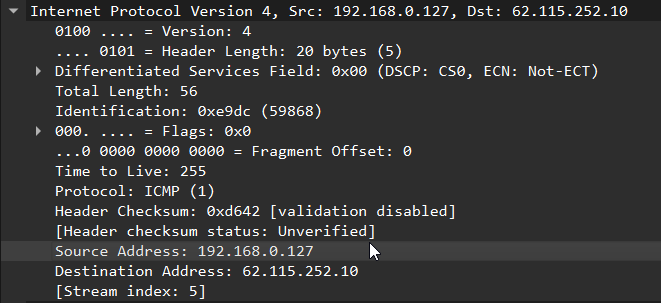 Internet Protocol Version 4, Src: 192.168.0.127, Dst: 62.115.252.10
0100 .... = Version: 4
.... 0101 = Header Length: 20 bytes (5)
Differentiated Services Field: 0x00 (DSCP: CS0, ECN: Not-ECT)
Total Length: 56
Identification: 0xe9dc (59868)
000. .... = Flags: 0x0
...0 0000 0000 0000 = Fragment Offset: 0
Time to Live: 255
Protocol: ICMP (1)
Header Checksum: 0xd642 [validation disabled]
[Header checksum status: Unverified]
Source Address: 192.168.0.127
Destination Address: 62.115.252.10
[Stream index: 5]